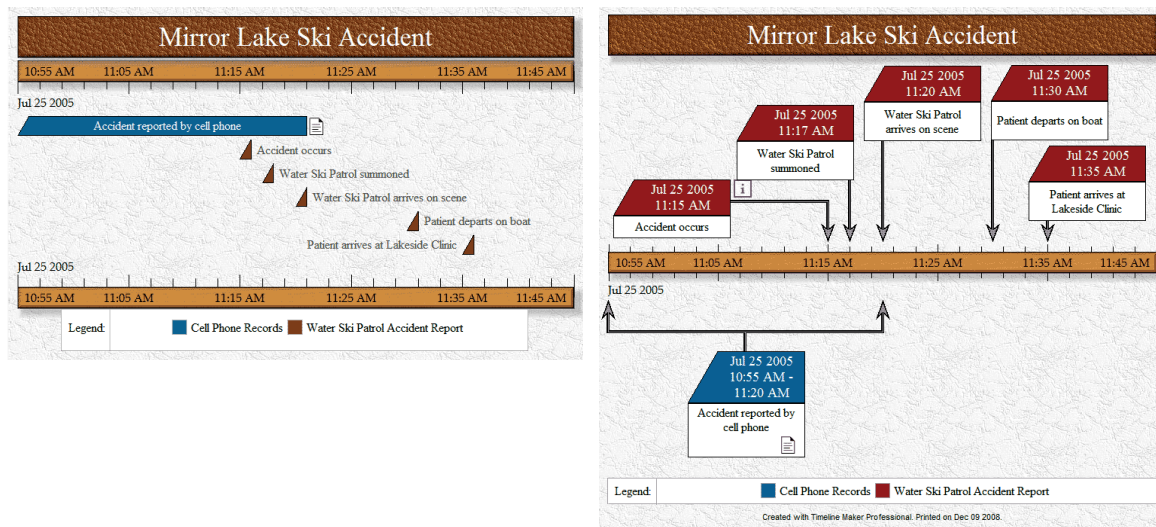 Mirror Lake Ski Accident
10:55 AM 11:05 AM 11:15 AM 11:25 AM 11:35 AM 11:45 AM
Jul 25 2005
Accident reported by cell phone
Accident occurs
Water Ski Patrol summoned
Water Ski Patrol arrives on scene
Patient departs on boat
Patient arrives at Lakeside Clinic
Jul 25 2005
10:55 AM 11:05 AM 11:15 AM 11:25 AM 11:35 AM 11:45 AM
Legend: Cell Phone Records Water Ski Patrol Accident Report
Mirror Lake Ski Accident
Jul 25 2005
11:15 AM
Accident occurs
i
Jul 25 2005
11:17 AM
Water Ski Patrol
summoned
Jul 25 2005
11:20 AM
Water Ski Patrol
arrives on scene
Jul 25 2005
11:30 AM
Patient departs on boat
Jul 25 2005
11:35 AM
Patient arrives at
Lakeside Clinic
10:55 AM 11:05 AM 11:15 AM 11:25 AM 11:35 AM 11:45 AM
Jul 25 2005
Jul 25 2005
10:55 AM -
11:20 AM
Accident reported by
cell phone
Legend: Cell Phone Records Water Ski Patrol Accident Report
Created with Timeline Maker Professional. Printed on Dec 09 2008.